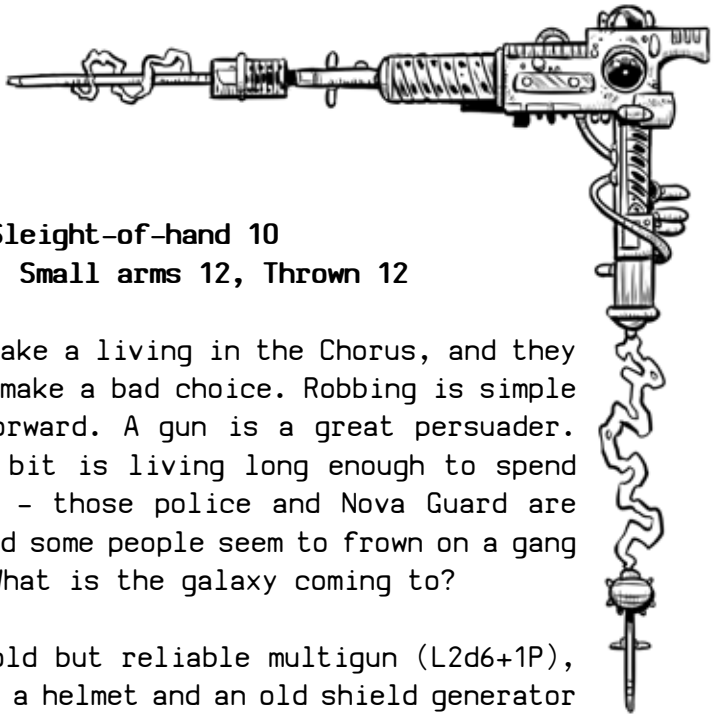 Sleight-of-hand 10
Small arms 12, Thrown 12
ake a living in the Chorus, and they
make a bad choice. Robbing is simple
orward. A gun is a great persuader.
bit is living long enough to spend
– those police and Nova Guard are
d some people seem to frown on a gang
What is the galaxy coming to?
old but reliable multigun (L2d6+1P),
a helmet and an old shield generator